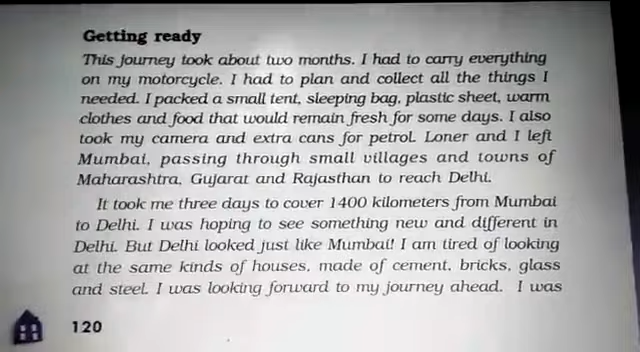 Getting ready
This journey took about two months. I had to carry everything
on my motorcycle. I had to plan and collect all the things I
needed. I packed a small tent, sleeping bag, plastic sheet, warm
clothes and food that would remain fresh for some days. I also
took my camera and extra cans for petrol. Loner and I left
Mumbai, passing through small villages and towns of
Maharashtra, Gujarat and Rajasthan to reach Delhi.
It took me three days to cover 1400 kilometers from Mumbai
to Delhi. I was hoping to see something new and different in
Delhi. But Delhi looked just like Mumbai! I am tired of looking
at the same kinds of houses, made of cement, bricks, glass
and steel. I was looking forward to my journey ahead. I was
120